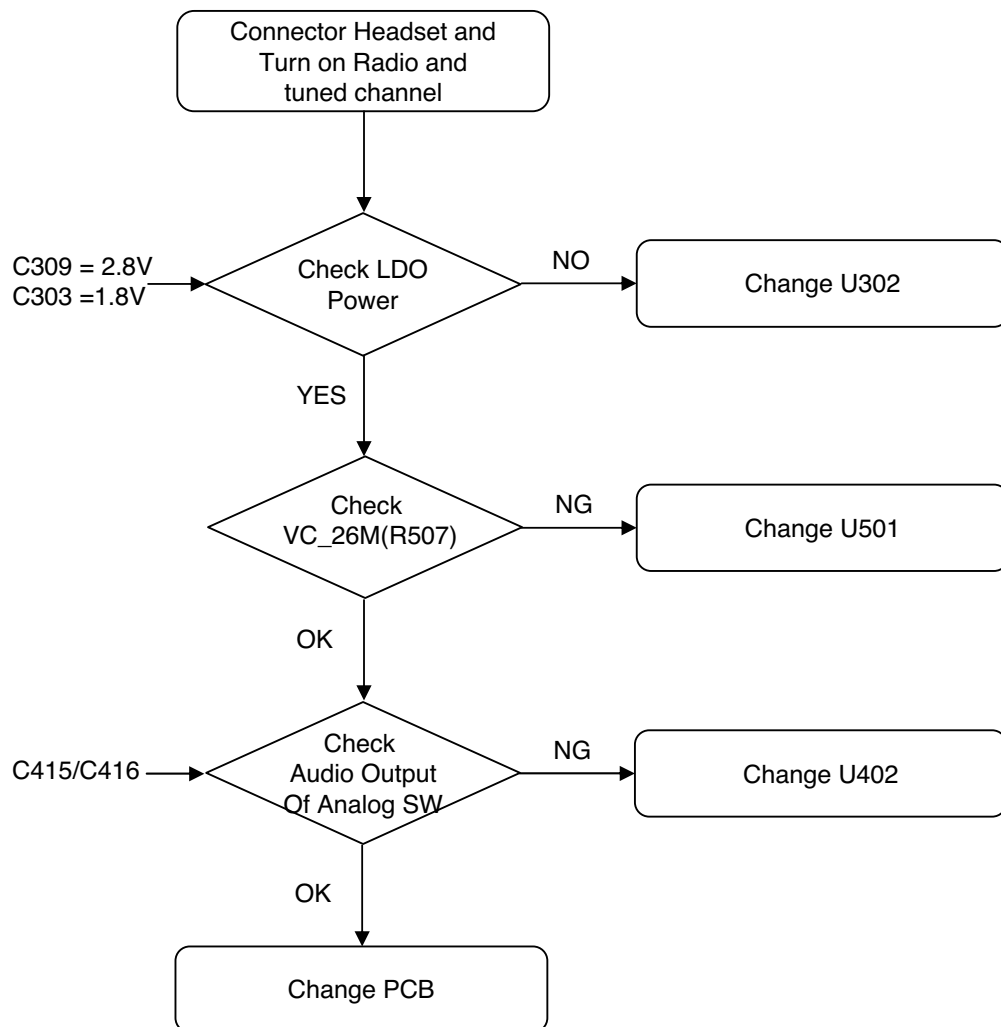 Connector Headset and
Turn on Radio and
tuned channel
C309 = 2.8V
C303 =1.8V
Check LDO
Power
NO
Change U302
YES
Check
VC_26M(R507)
NG
Change U501
OK
C415/C416
Check
Audio Output
Of Analog SW
NG
Change U402
OK
Change PCB